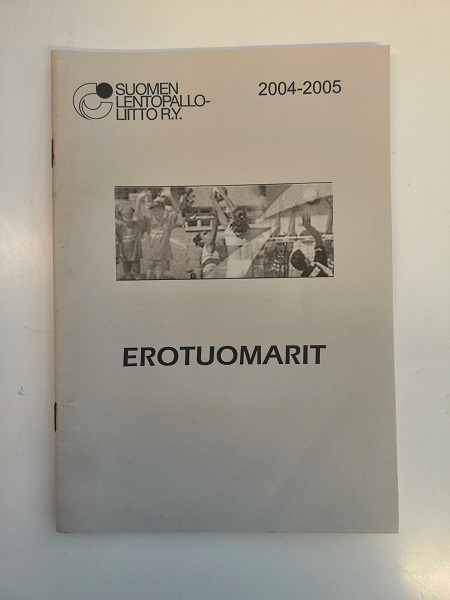 SUOMEN
LENTOPALLO-
LIITTO R.Y.
2004-2005
EROTUOMARIT